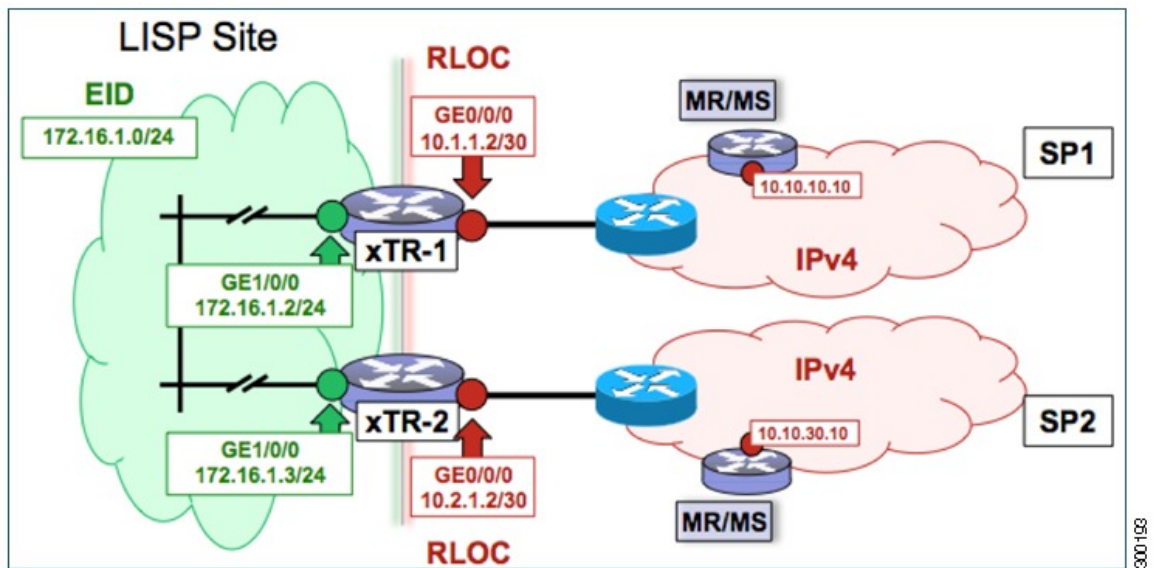 LISP Site
EID
172.16.1.0/24
RLOC
GE0/0/0
10.1.1.2/30
MR/MS
10.10.10.10
SP1
IPv4
xTR-1
GE1/0/0
172.16.1.2/24
xTR-2
GE1/0/0
172.16.1.3/24
GE0/0/0
10.2.1.2/30
RLOC
IPv4
10.10.30.10
SP2
MR/MS
300193